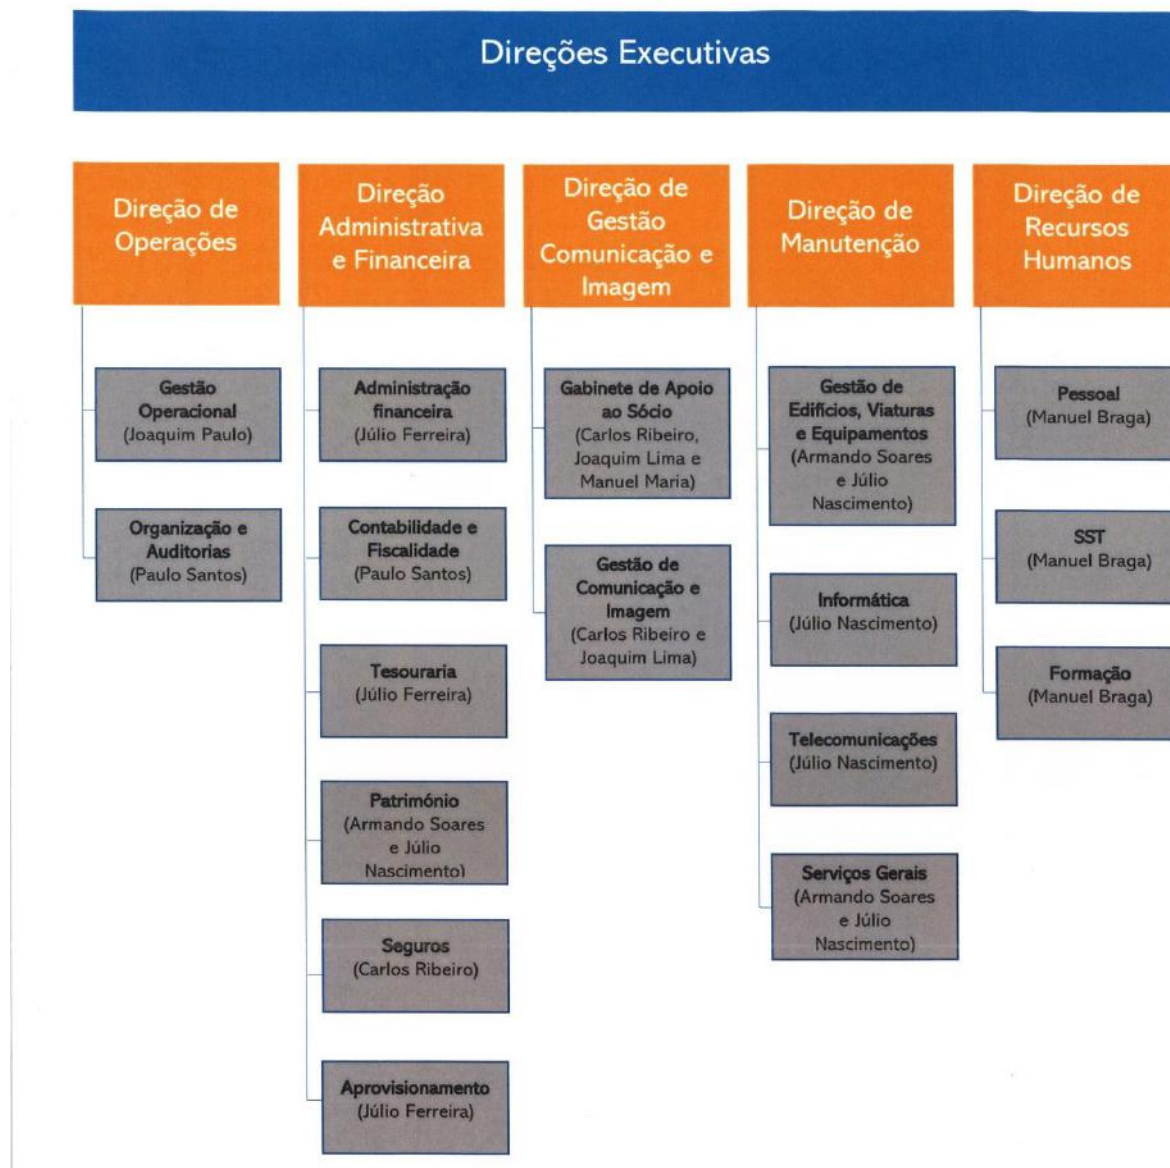 Direções Executivas
Direção de
Operações
Gestão
Operacional
(Joaquim Paulo)
Organização e
Auditorias
(Paulo Santos)
Direção
Administrativa
e Financeira
Administração
financeira
(Júlio Ferreira)
Contabilidade e
Fiscalidade
(Paulo Santos)
Tesouraria
(Júlio Ferreira)
Património
(Armando Soares
e Júlio
Nascimento)
Seguros
(Carlos Ribeiro)
Aprovisionamento
(Júlio Ferreira)
Direção de
Gestão
Comunicação e
Imagem
Gabinete de Apoio
ao Sócio
(Carlos Ribeiro,
Joaquim Lima e
Manuel Maria)
Gestão de
Comunicação e
Imagem
(Carlos Ribeiro e
Joaquim Lima)
Direção de
Manutenção
Gestão de
Edifícios, Viaturas
e Equipamentos
(Armando Soares
e Júlio
Nascimento)
Informática
(Júlio Nascimento)
Telecomunicações
(Júlio Nascimento)
Serviços Gerais
(Armando Soares
e Júlio
Nascimento)
Direção de
Recursos
Humanos
Pessoal
(Manuel Braga)
SST
(Manuel Braga)
Formação
(Manuel Braga)